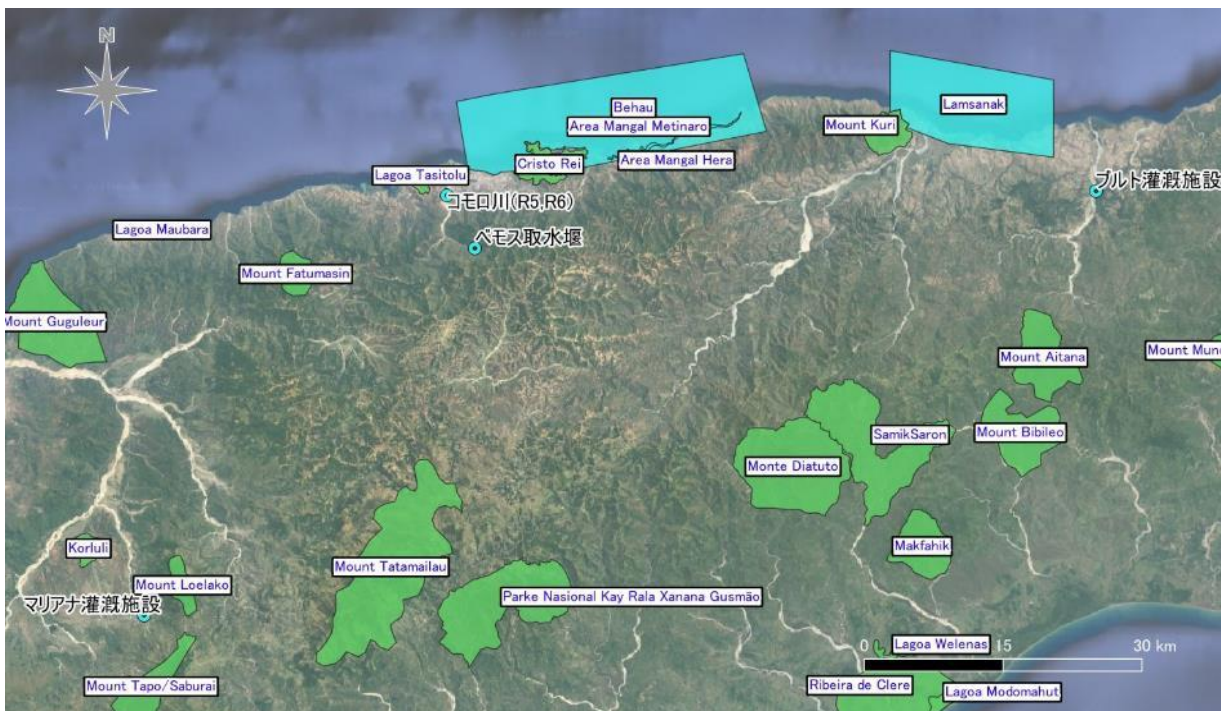 N
Behau
Lamsanak
Area Mangal Metinaro
Mount Kuri
Cristo Rei
Area Mangal Hera
Lagoa Tasitolu
ブルト灌漑施設
コモロ川(R5,R6)
Lagoa Maubara
ベモス取水堰
Mount Fatumasin
Mount Guguleur
Mount Aitana
Mount Mun
SamikSaron
Mount Bibileo
Monte Diatuto
Korluli
Makfahik
Mount Loelako
Mount Tatamailau
マリアナ灌漑施設
Parke Nasional Kay Rala Xanana Gusmão
0 15 30 km
Lagoa Welenas
Mount Tapo/Saburai
Ribeira de Clere
Lagoa Modomahut